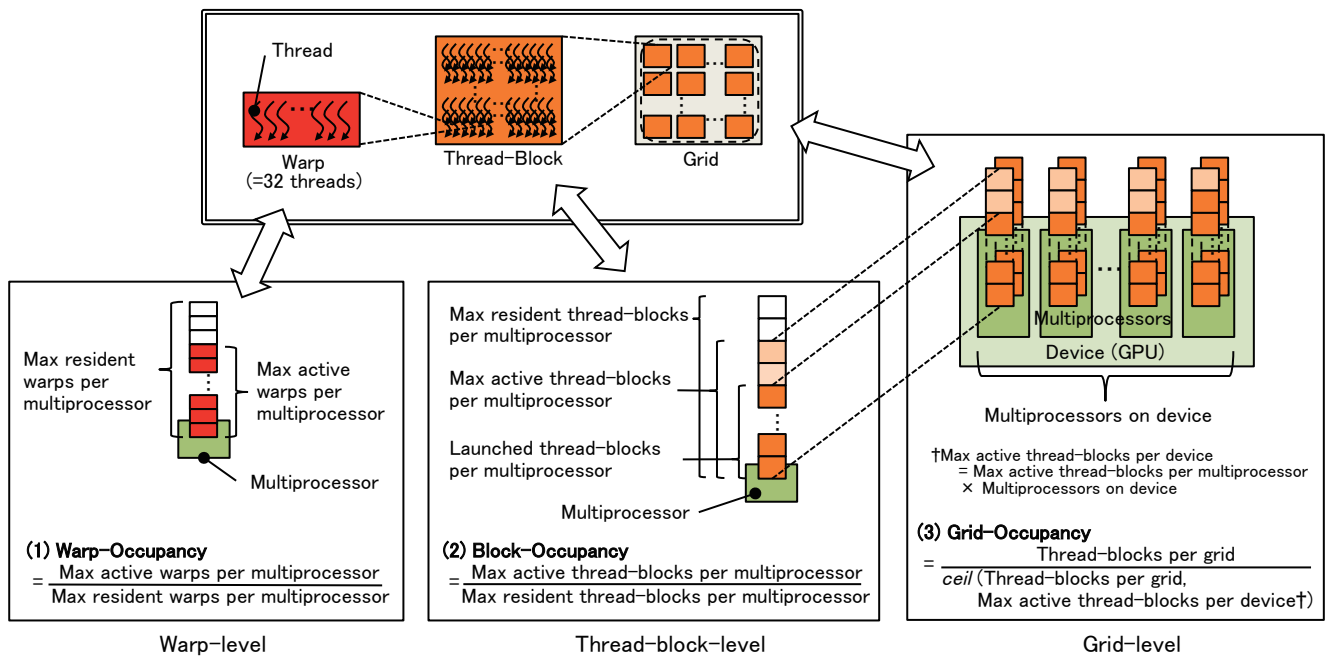 Thread
Warp
(=32 threads)
Thread-Block
Grid
Max resident
warps per
multiprocessor
Max active
warps per
multiprocessor
Multiprocessor
(1) Warp-Occupancy
= Max active warps per multiprocessor
Max resident warps per multiprocessor
Warp-level
Max resident thread-blocks
per multiprocessor
Max active thread-blocks
per multiprocessor
Launched thread-blocks
per multiprocessor
Multiprocessor
(2) Block-Occupancy
= Max active thread-blocks per multiprocessor
Max resident thread-blocks per multiprocessor
Thread-block-level
Multiprocessors
Device (GPU)
Multiprocessors on device
†Max active thread-blocks per device
= Max active thread-blocks per multiprocessor
× Multiprocessors on device
(3) Grid-Occupancy
= Thread-blocks per grid
ceil (Thread-blocks per grid,
Max active thread-blocks per device†)
Grid-level